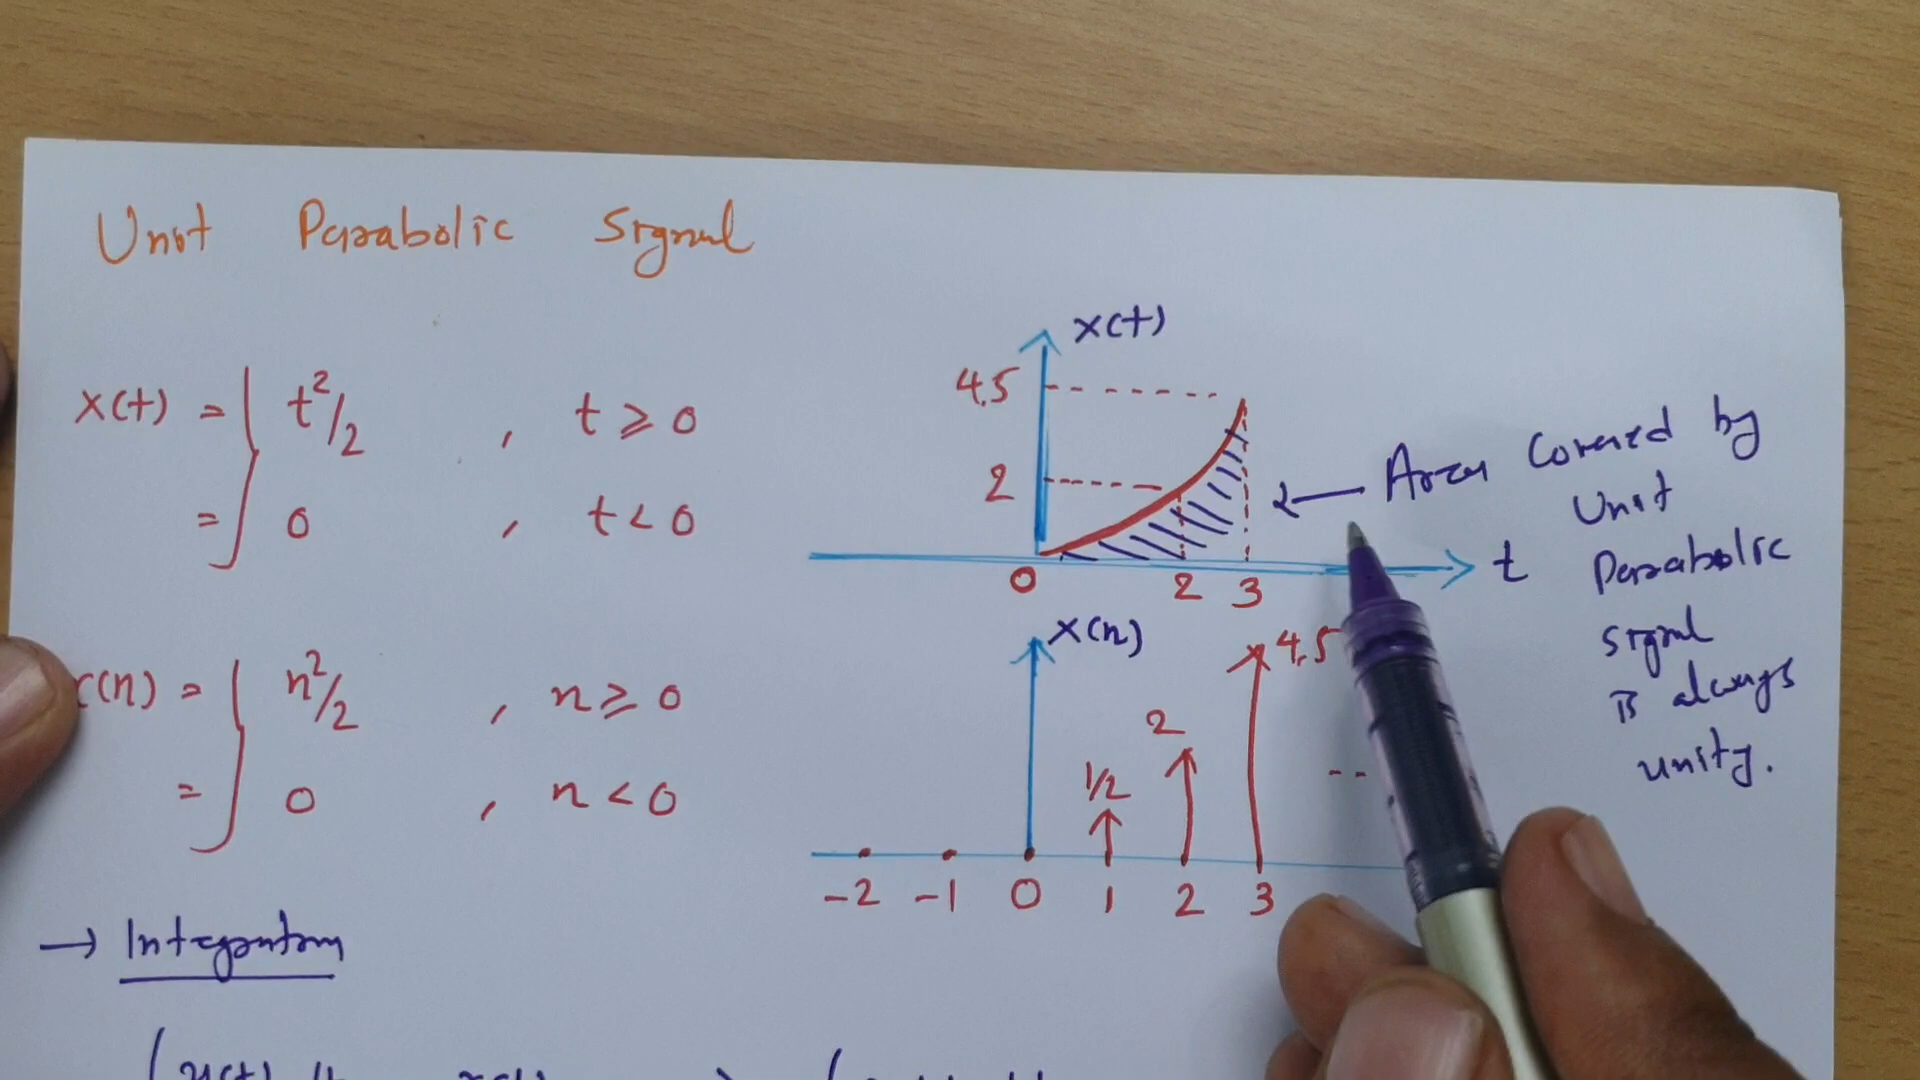 Unit Parabolic Signal
x(t) = { t²/2 , t ≥ 0
= 0 , t < 0
x(t)
4.5
2
0 2 3 t
Area Covered by
Unit
Parabolic
signal
is always
unity.
(n) = { n²/2 , n ≥ 0
= 0 , n < 0
x(n)
1/2 2 4.5 --
-2 -1 0 1 2 3
→ Integration